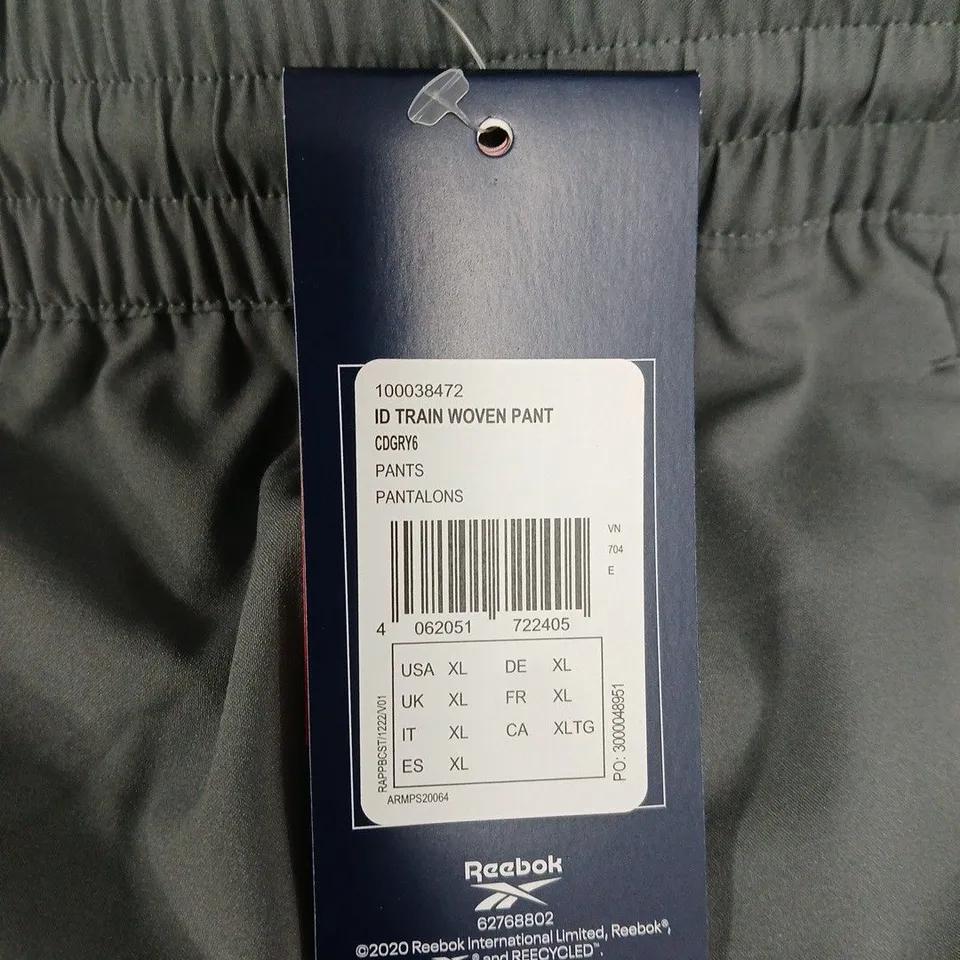 100038472
ID TRAIN WOVEN PANT
CDGRY6
PANTS
PANTALONS
VN
704
E
4 062051 722405
USA XL DE XL
UK XL FR XL
IT XL CA XLTG
ES XL
RAPPBCST/1222/V01
PO: 3000048951
ARMPS20064
Reebok
62768802
©2020 Reebok International Limited, Reebok®,
® and REECYCLED™.